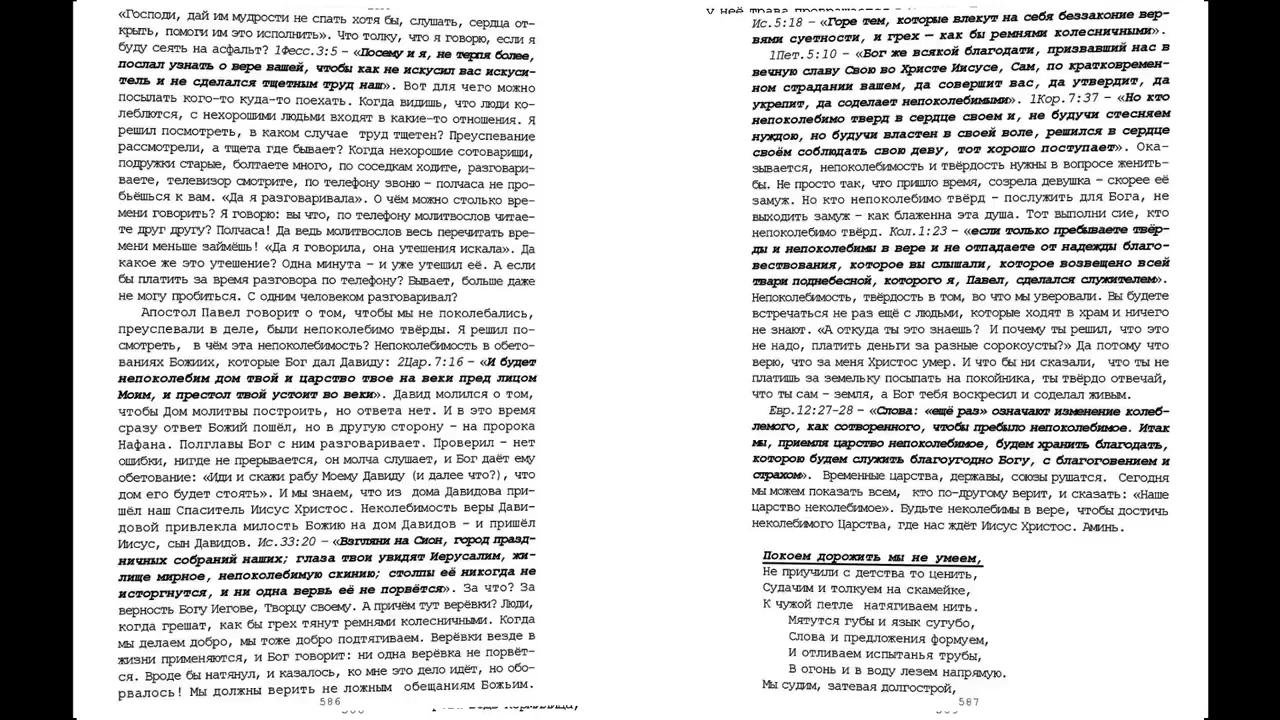 «Господи, дай им мудрости не спать хотя бы, слушать, сердца от-
крыть, помоги им это исполнить». Что толку, что я говорю, если я
буду сеять на асфальт? 1Фесс.3:5 – «Посему и я, не терпя более,
послал узнать о вере вашей, чтобы как не искусил вас искуси-
тель и не сделался тщетным труд наш». Вот для чего можно
посылать кого-то куда-то поехать. Когда видишь, что люди ко-
леблются, с нехорошими людьми входят в какие-то отношения. Я
решил посмотреть, в каком случае труд тщетен? Преуспевание
рассмотрели, а тщета где бывает? Когда нехорошие сотоварищи,
подружки старые, болтаете много, по соседкам ходите, разговари-
ваете, телевизор смотрите, по телефону звоню – полчаса не про-
бьёшься к вам. «Да я разговаривала». О чём можно столько вре-
мени говорить? Я говорю: вы что, по телефону молитвослов читае-
те друг другу? Полчаса! Да ведь молитвослов весь перечитать вре-
мени меньше займёшь! «Да я говорила, она утешения искала». Да
какое же это утешение? Одна минута – и уже утешил её. А если
бы платить за время разговора по телефону? Бывает, больше даже
не могу пробиться. С одним человеком разговаривал?
Апостол Павел говорит о том, чтобы мы не поколебались,
преуспевали в деле, были непоколебимо твёрды. Я решил по-
смотреть, в чём эта непоколебимость? Непоколебимость в обето-
ваниях Божиих, которые Бог дал Давиду: 2Цар.7:16 – «И будет
непоколебим дом твой и царство твое на веки пред лицом
Моим, и престол твой устоит во веки». Давид молился о том,
чтобы Дом молитвы построить, но ответа нет. И в это время
сразу ответ Божий пошёл, но в другую сторону – на пророка
Нафана. Полглавы Бог с ним разговаривает. Проверил – нет
ошибки, нигде не прерывается, он молча слушает, и Бог даёт ему
обетование: «Иди и скажи рабу Моему Давиду (и далее что?), что
дом его будет стоять». И мы знаем, что из дома Давидова при-
шёл наш Спаситель Иисус Христос. Неколебимость веры Дави-
довой привлекла милость Божию на дом Давидов – и пришёл
Иисус, сын Давидов. Ис.33:20 – «Взгляни на Сион, город празд-
ничных собраний наших; глаза твои увидят Иерусалим, жи-
лище мирное, непоколебимую скинию; столпы её никогда не
исторгнутся, и ни одна вервь её не порвётся». За что? За
верность Богу Иегове, Творцу своему. А причём тут верёвки? Люди,
когда грешат, как бы грех тянут ремнями колесничными. Когда
мы делаем добро, мы тоже добро подтягиваем. Верёвки везде в
жизни применяются, и Бог говорит: ни одна верёвка не порвёт-
ся. Вроде бы натянул, и казалось, ко мне это дело идёт, но обо-
рвалось! Мы должны верить не ложным обещаниям Божьим.
586
Ис.5:18 – «Горе тем, которые влекут на себя беззаконие вер-
вями суетности, и грех – как бы ремнями колесничными».
1Пет.5:10 – «Бог же всякой благодати, призвавший нас в
вечную славу Свою во Христе Иисусе, Сам, по кратковремен-
ном страдании вашем, да совершит вас, да утвердит, да
укрепит, да соделает непоколебимыми». 1Кор.7:37 – «Но кто
непоколебимо тверд в сердце своем и, не будучи стесняем
нуждою, но будучи властен в своей воле, решился в сердце
своём соблюдать свою деву, тот хорошо поступает». Ока-
зывается, непоколебимость и твёрдость нужны в вопросе женить-
бы. Не просто так, что пришло время, созрела девушка – скорее её
замуж. Но кто непоколебимо твёрд – послужить для Бога, не
выходить замуж – как блаженна эта душа. Тот выполни сие, кто
непоколебимо твёрд. Кол.1:23 – «если только пребываете твёр-
ды и непоколебимы в вере и не отпадаете от надежды благо-
вествования, которое вы слышали, которое возвещено всей
твари поднебесной, которого я, Павел, сделался служителем».
Непоколебимость, твёрдость в том, во что мы уверовали. Вы будете
встречаться не раз ещё с людьми, которые ходят в храм и ничего
не знают. «А откуда ты это знаешь? И почему ты решил, что это
не надо, платить деньги за разные сорокоусты?» Да потому что
верю, что за меня Христос умер. И что бы ни сказали, что ты не
платишь за земельку посыпать на покойника, ты твёрдо отвечай,
что ты сам – земля, а Бог тебя воскресил и соделал живым.
Евр.12:27-28 – «Слова: «ещё раз» означают изменение колеб-
лемого, как сотворенного, чтобы пребыло непоколебимое. Итак
мы, приемля царство непоколебимое, будем хранить благодать,
которою будем служить благоугодно Богу, с благоговением и
страхом». Временные царства, державы, союзы рушатся. Сегодня
мы можем показать всем, кто по-другому верит, и сказать: «Наше
царство неколебимое». Будьте неколебимы в вере, чтобы достичь
неколебимого Царства, где нас ждёт Иисус Христос. Аминь.
Покоем дорожить мы не умеем,
Не приучили с детства то ценить,
Судачим и толкуем на скамейке,
К чужой петле натягиваем нить.
Мятутся губы и язык сугубо,
Слова и предложения формуем,
И отливаем испытанья трубы,
В огонь и в воду лезем напрямую.
Мы судим, затевая долгострой,
587